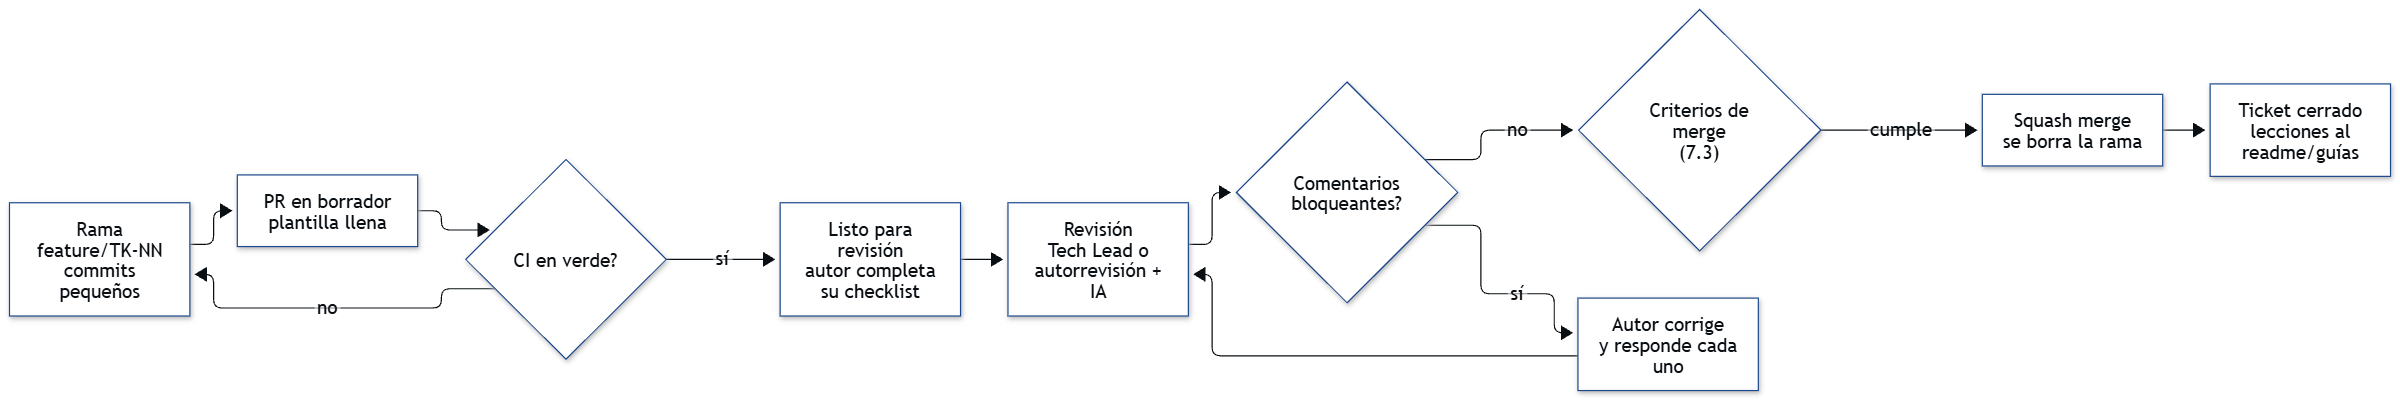 Rama
feature/TK-NN
commits
pequeños
PR en borrador
plantilla llena
CI en verde?
no
sí
Listo para
revisión
autor completa
su checklist
Revisión
Tech Lead o
autorrevisión +
IA
Comentarios
bloqueantes?
no
sí
Criterios de
merge
(7.3)
Autor corrige
y responde cada
uno
cumple
Squash merge
se borra la rama
Ticket cerrado
lecciones al
readme/guías